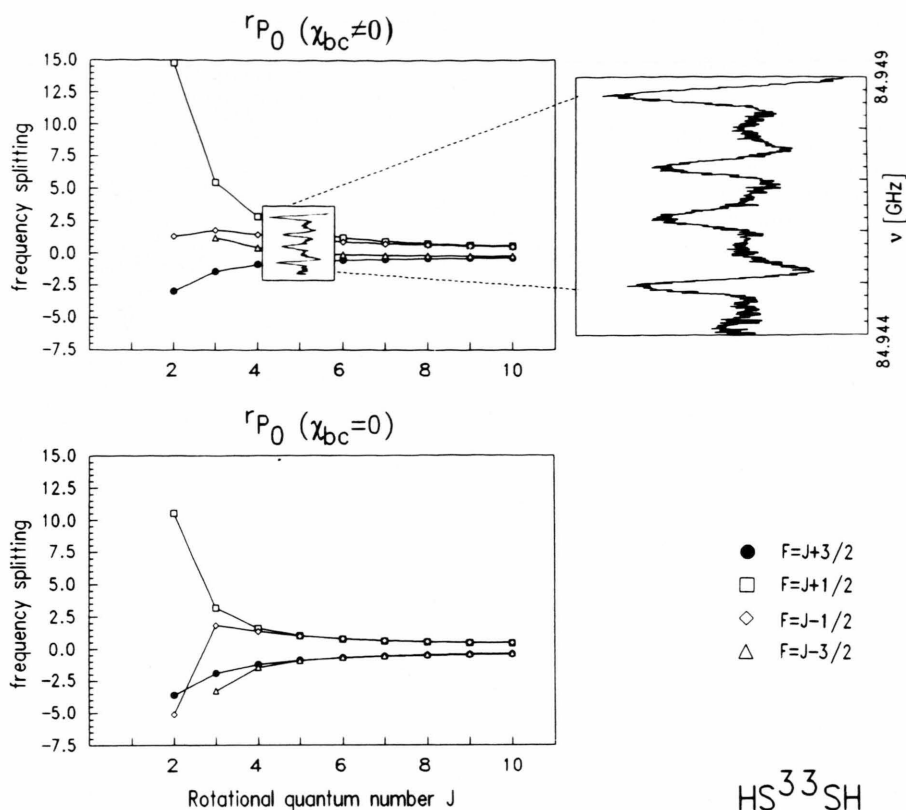 rP0 (χbc≠0)
15.0
12.5
10.0
7.5
5.0
2.5
0.0
−2.5
−5.0
−7.5
frequency splitting
2 4 6 8 10
84.949
ν [GHz]
84.944
rP0 (χbc=0)
15.0
12.5
10.0
7.5
5.0
2.5
0.0
−2.5
−5.0
−7.5
frequency splitting
2 4 6 8 10
Rotational quantum number J
F=J+3/2
F=J+1/2
F=J−1/2
F=J−3/2
HS33SH